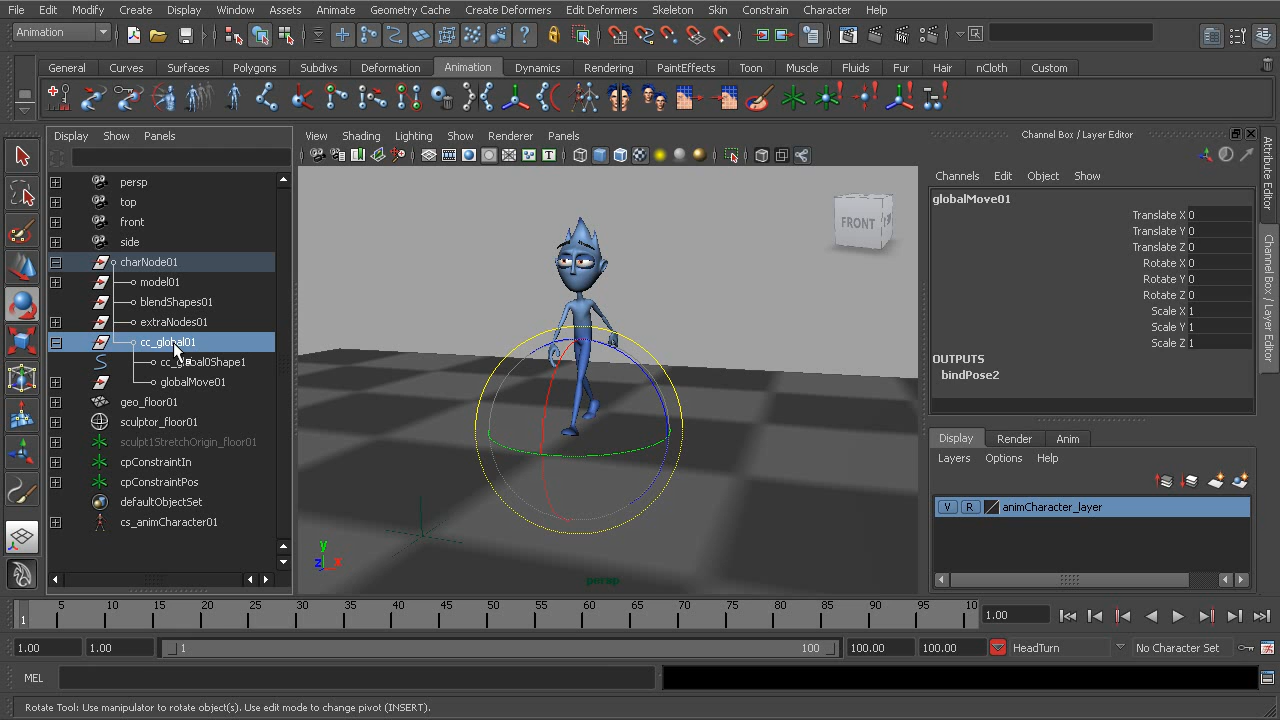 File Edit Modify Create Display Window Assets Animate Geometry Cache Create Deformers Edit Deformers Skeleton Skin Constrain Character Help
Animation
General Curves Surfaces Polygons Subdivs Deformation Animation Dynamics Rendering PaintEffects Toon Muscle Fluids Fur Hair nCloth Custom
Display Show Panels
View Shading Lighting Show Renderer Panels
Channel Box / Layer Editor
persp
top
front
side
charNode01
model01
blendShapes01
extraNodes01
cc_global01
globalMove01
geo_floor01
sculptor_floor01
sculpt1StretchOrigin_floor01
cpConstraintIn
cpConstraintPos
defaultObjectSet
cs_animCharacter01
FRONT
y
z x
persp
Channels Edit Object Show
globalMove01
Translate X 0
Translate Y 0
Translate Z 0
Rotate X 0
Rotate Y 0
Rotate Z 0
Scale X 1
Scale Y 1
Scale Z 1
OUTPUTS
bindPose2
Display Render Anim
Layers Options Help
V R animCharacter_layer
Attribute Editor
Channel Box / Layer Editor
1 5 10 15 20 25 30 35 40 45 50 55 60 65 70 75 80 85 90 95 10 1.00
1.00 1.00 1 100 100.00 100.00 HeadTurn No Character Set
MEL
Rotate Tool: Use manipulator to rotate object(s). Use edit mode to change pivot (INSERT).